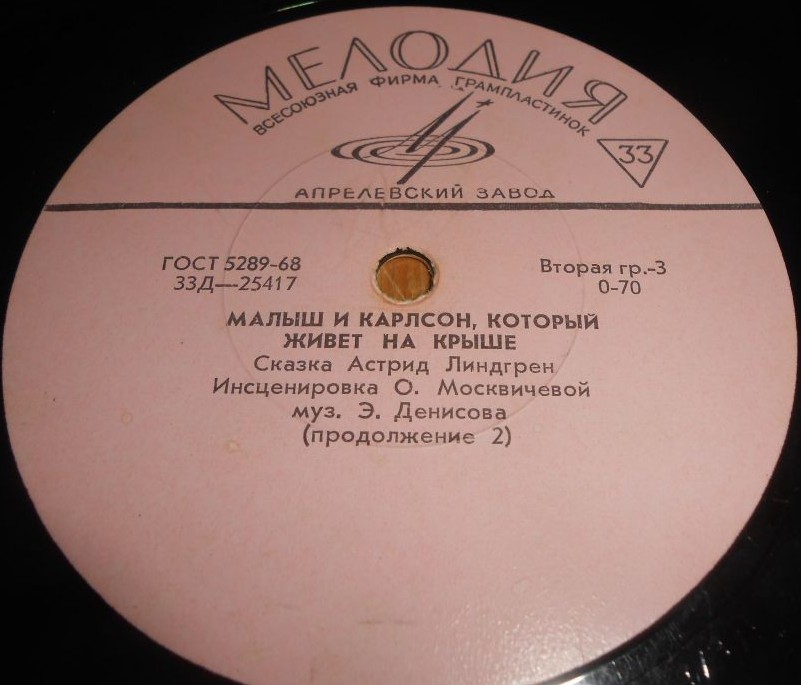 МЕЛОДИЯ
ВСЕСОЮЗНАЯ ФИРМА ГРАМПЛАСТИНОК
33
АПРЕЛЕВСКИЙ ЗАВОД
ГОСТ 5289-68
33Д—25417
Вторая гр.-3
0-70
МАЛЫШ И КАРЛСОН, КОТОРЫЙ
ЖИВЕТ НА КРЫШЕ
Сказка Астрид Линдгрен
Инсценировка О. Москвичевой
муз. Э. Денисова
(продолжение 2)